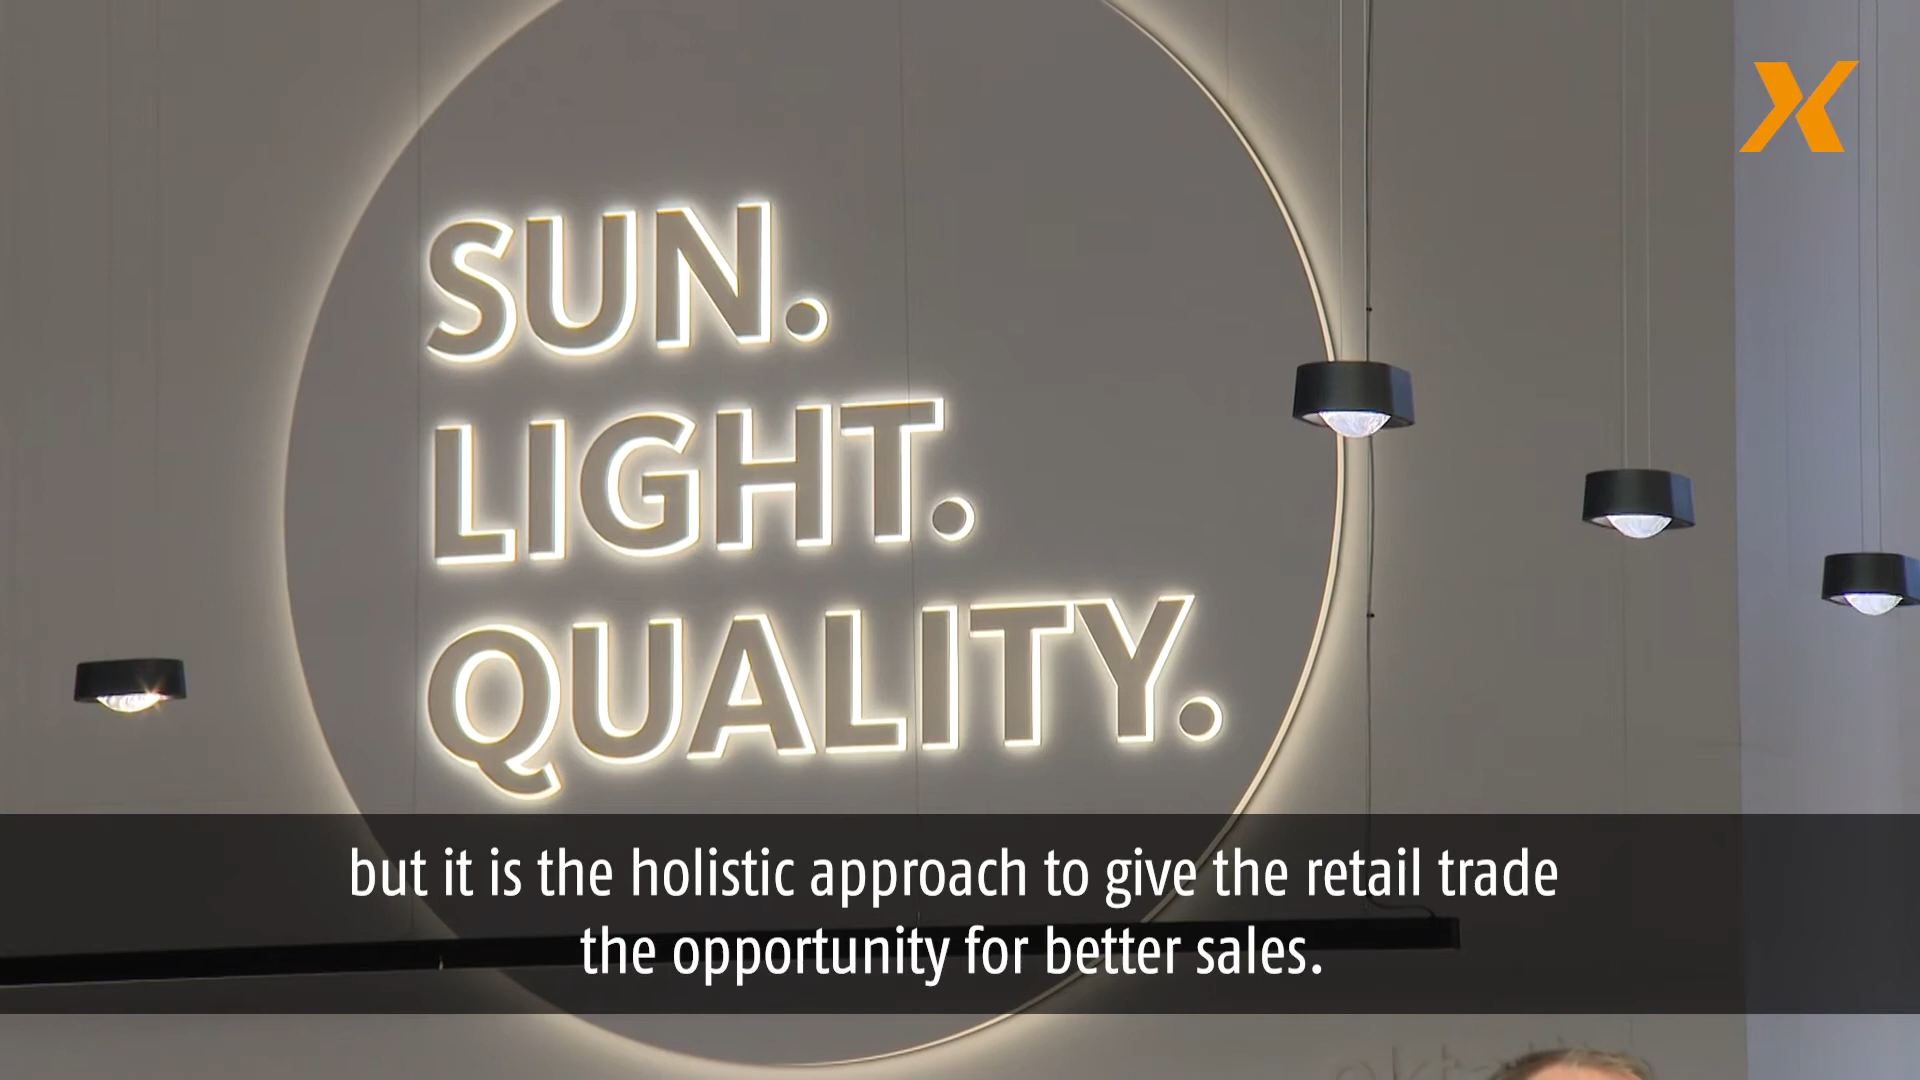 SUN.
LIGHT.
QUALITY.
but it is the holistic approach to give the retail trade
the opportunity for better sales.